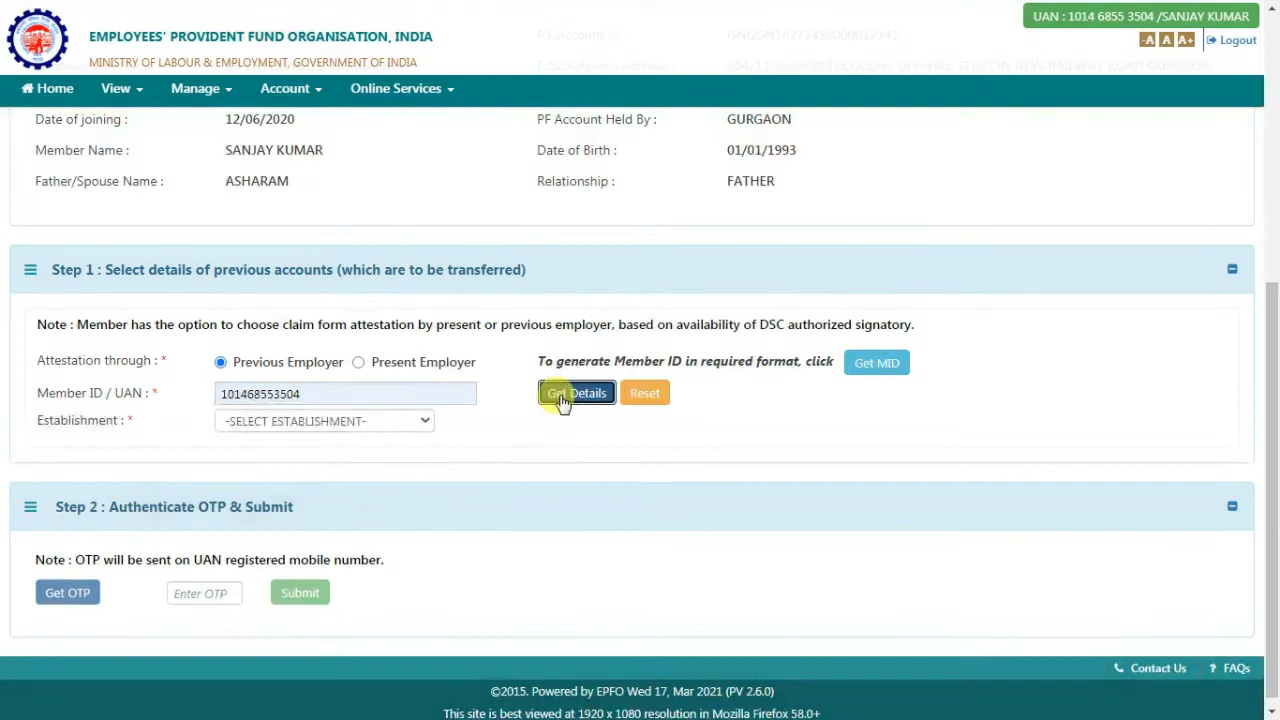 UAN : 1014 6855 3504 /SANJAY KUMAR
EMPLOYEES' PROVIDENT FUND ORGANISATION, INDIA
MINISTRY OF LABOUR & EMPLOYMENT, GOVERNMENT OF INDIA
-A A A+ Logout
Home View Manage Account Online Services
Date of joining : 12/06/2020 PF Account Held By : GURGAON
Member Name : SANJAY KUMAR Date of Birth : 01/01/1993
Father/Spouse Name : ASHARAM Relationship : FATHER
Step 1 : Select details of previous accounts (which are to be transferred)
Note : Member has the option to choose claim form attestation by present or previous employer, based on availability of DSC authorized signatory.
Attestation through : * Previous Employer Present Employer To generate Member ID in required format, click Get MID
Member ID / UAN : * 101468553504 Get Details Reset
Establishment : * -SELECT ESTABLISHMENT-
Step 2 : Authenticate OTP & Submit
Note : OTP will be sent on UAN registered mobile number.
Get OTP Enter OTP Submit
Contact Us ? FAQs
©2015. Powered by EPFO Wed 17, Mar 2021 (PV 2.6.0)
This site is best viewed at 1920 x 1080 resolution in Mozilla Firefox 58.0+